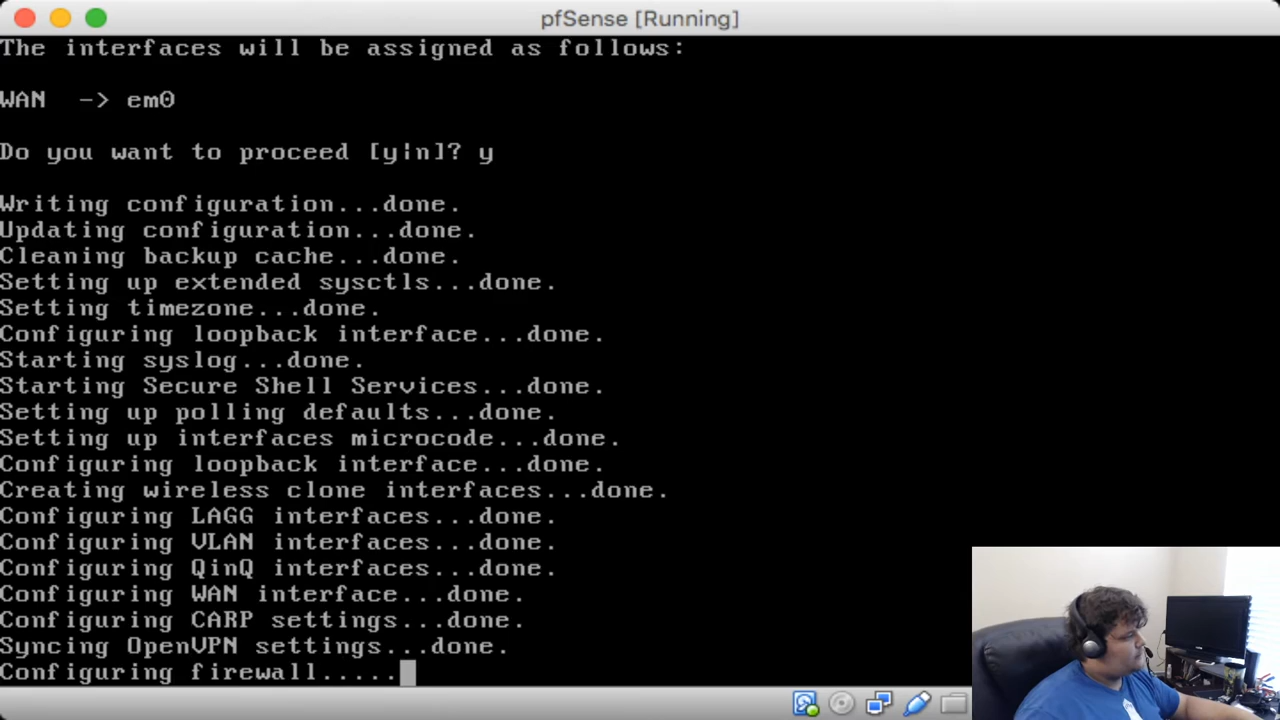 pfSense [Running]
The interfaces will be assigned as follows:
WAN -> em0
Do you want to proceed [y|n]? y
Writing configuration...done.
Updating configuration...done.
Cleaning backup cache...done.
Setting up extended sysctls...done.
Setting timezone...done.
Configuring loopback interface...done.
Starting syslog...done.
Starting Secure Shell Services...done.
Setting up polling defaults...done.
Setting up interfaces microcode...done.
Configuring loopback interface...done.
Creating wireless clone interfaces...done.
Configuring LAGG interfaces...done.
Configuring VLAN interfaces...done.
Configuring QinQ interfaces...done.
Configuring WAN interface...done.
Configuring CARP settings...done.
Syncing OpenVPN settings...done.
Configuring firewall.....